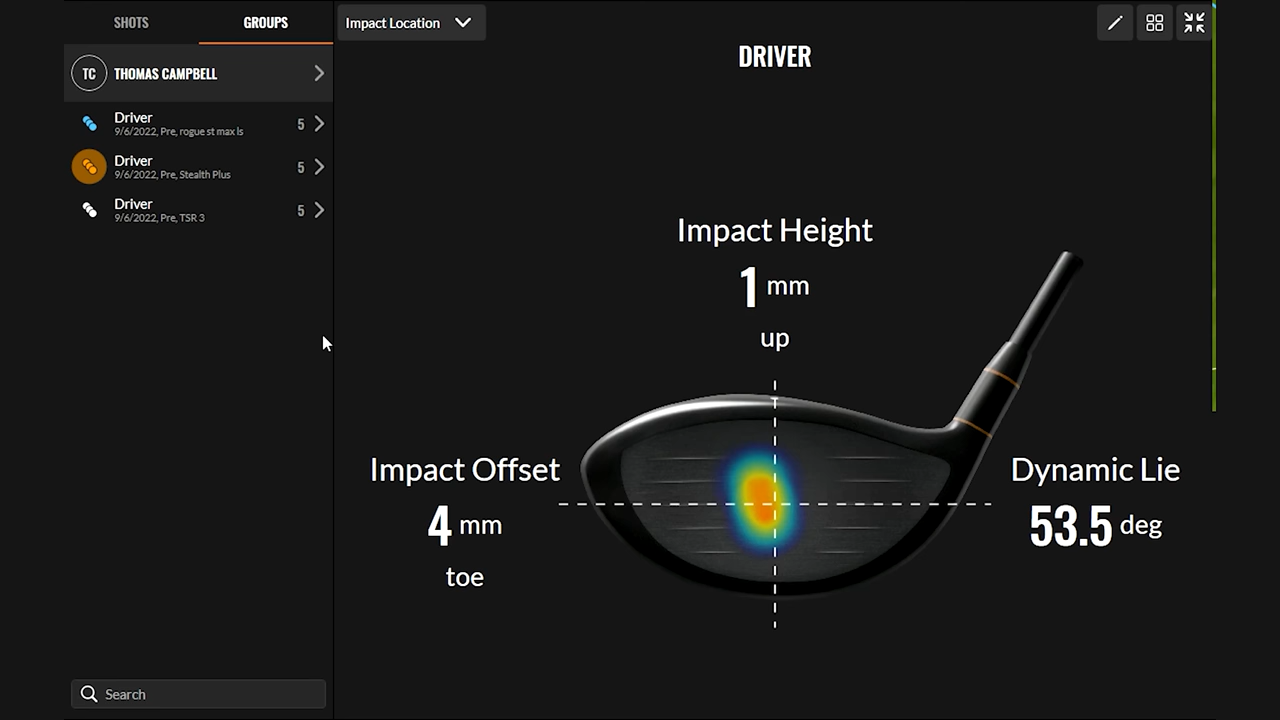 SHOTS
GROUPS
Impact Location
DRIVER
TC
THOMAS CAMPBELL
Driver
9/6/2022, Pre, rogue st max ls
5
Driver
9/6/2022, Pre, Stealth Plus
5
Driver
9/6/2022, Pre, TSR 3
5
Impact Height
1 mm
up
Impact Offset
4 mm
toe
Dynamic Lie
53.5 deg
Search